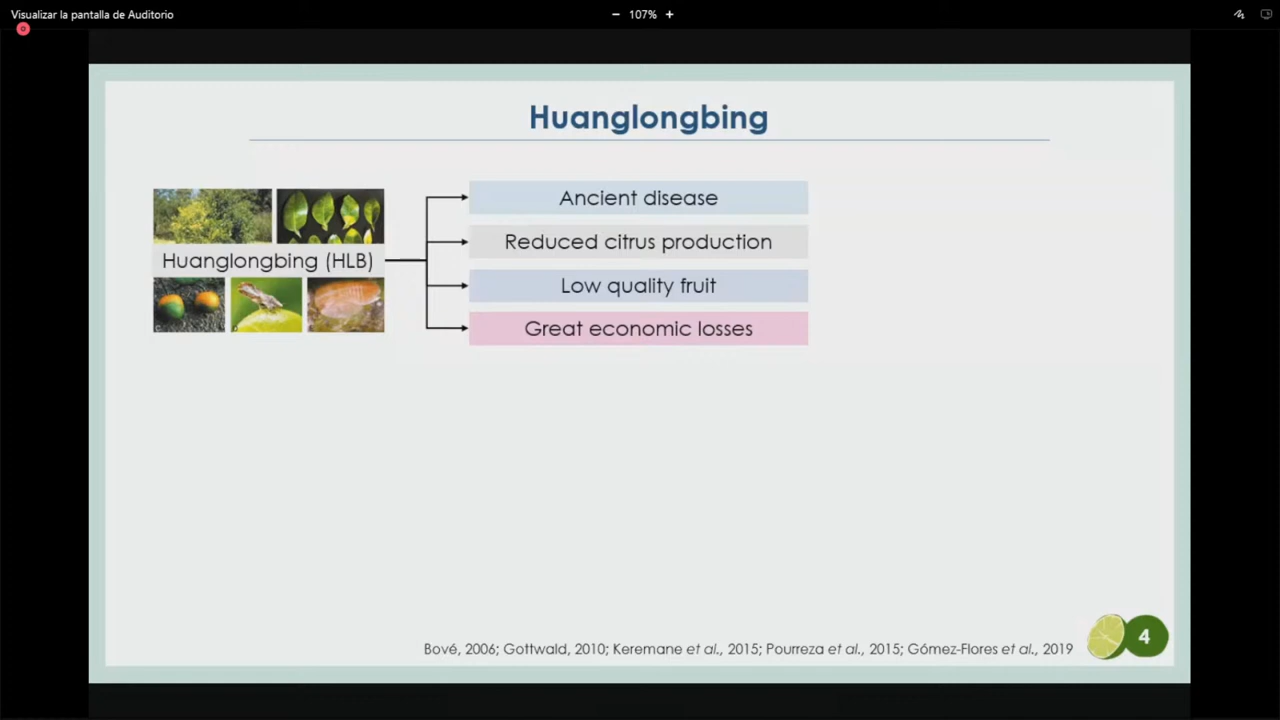 Visualizar la pantalla de Auditorio
− 107% +
Huanglongbing
Huanglongbing (HLB)
Ancient disease
Reduced citrus production
Low quality fruit
Great economic losses
Bové, 2006; Gottwald, 2010; Keremane et al., 2015; Pourreza et al., 2015; Gómez-Flores et al., 2019
4